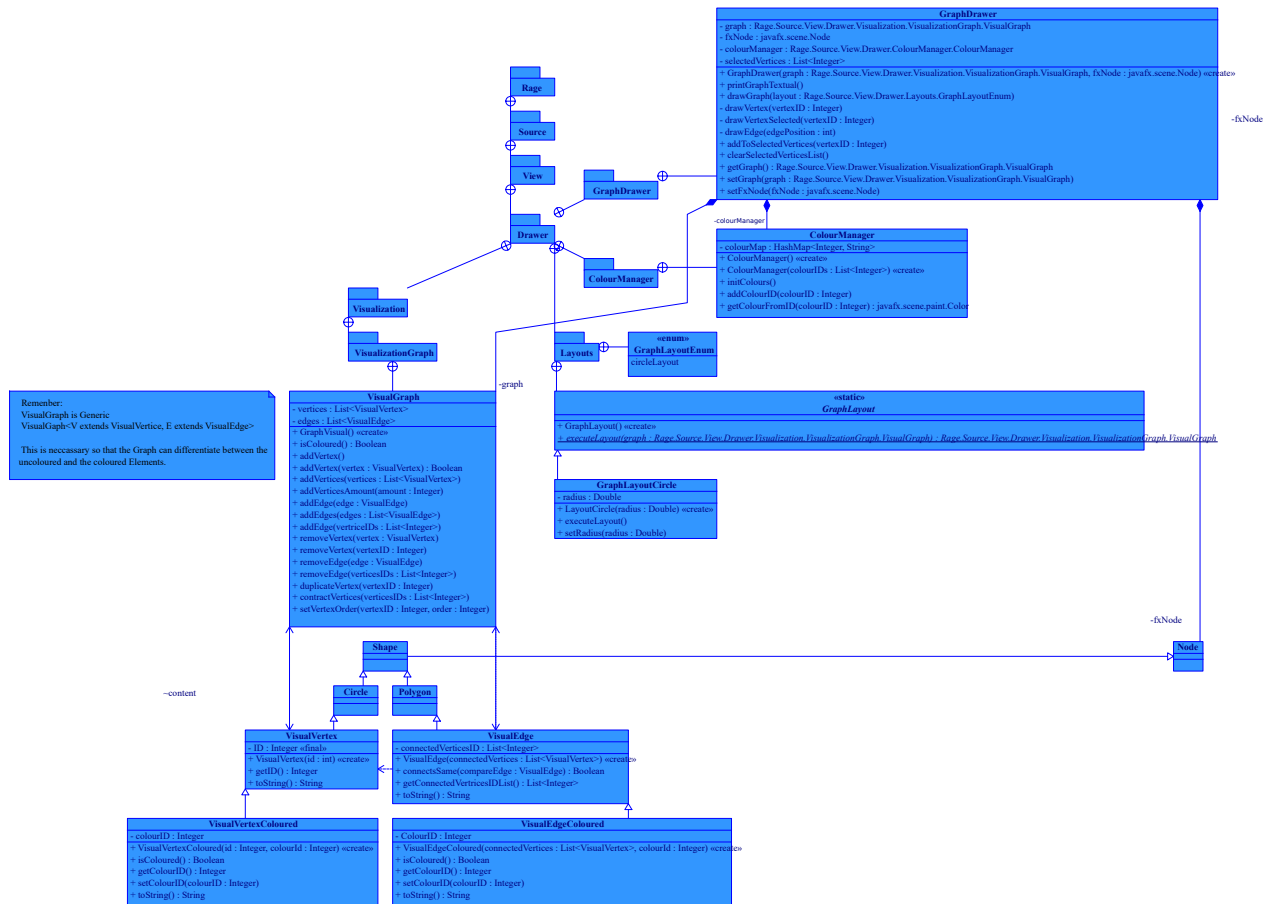 GraphDrawer
- graph : Rage.Source.View.Drawer.Visualization.VisualizationGraph.VisualGraph
- fxNode : javafx.scene.Node
- colourManager : Rage.Source.View.Drawer.ColourManager.ColourManager
- selectedVertices : List<Integer>
+ GraphDrawer(graph : Rage.Source.View.Drawer.Visualization.VisualizationGraph.VisualGraph, fxNode : javafx.scene.Node) «create»
+ printGraphTextual()
+ drawGraph(layout : Rage.Source.View.Drawer.Layouts.GraphLayoutEnum)
- drawVertex(vertexID : Integer)
- drawVertexSelected(vertexID : Integer)
- drawEdge(edgePosition : int)
+ addToSelectedVertices(vertexID : Integer)
+ clearSelectedVerticesList()
+ getGraph() : Rage.Source.View.Drawer.Visualization.VisualizationGraph.VisualGraph
+ setGraph(graph : Rage.Source.View.Drawer.Visualization.VisualizationGraph.VisualGraph)
+ setFxNode(fxNode : javafx.scene.Node)
-fxNode
Rage
Source
View
GraphDrawer
Drawer
-colourManager
ColourManager
- colourMap : HashMap<Integer, String>
+ ColourManager() «create»
+ ColourManager(colourIDs : List<Integer>) «create»
+ initColours()
+ addColourID(colourID : Integer)
+ getColourFromID(colourID : Integer) : javafx.scene.paint.Color
ColourManager
Visualization
VisualizationGraph
Layouts
«enum»
GraphLayoutEnum
circleLayout
-graph
Remenber:
VisualGraph is Generic
VisualGaph<V extends VisualVertice, E extends VisualEdge>
This is neccassary so that the Graph can differentiate between the
uncoloured and the coloured Elements.
VisualGraph
- vertices : List<VisualVertex>
- edges : List<VisualEdge>
+ GraphVisual() «create»
+ isColoured() : Boolean
+ addVertex()
+ addVertex(vertex : VisualVertex) : Boolean
+ addVertices(vertices : List<VisualVertex>)
+ addVerticesAmount(amount : Integer)
+ addEdge(edge : VisualEdge)
+ addEdges(edges : List<VisualEdge>)
+ addEdge(vertriceIDs : List<Integer>)
+ removeVertex(vertex : VisualVertex)
+ removeVertex(vertexID : Integer)
+ removeEdge(edge : VisualEdge)
+ removeEdge(verticesIDs : List<Integer>)
+ duplicateVertex(vertexID : Integer)
+ contractVertices(verticesIDs : List<Integer>)
+ setVertexOrder(vertexID : Integer, order : Integer)
«static»
GraphLayout
+ GraphLayout() «create»
+ executeLayout(graph : Rage.Source.View.Drawer.Visualization.VisualizationGraph.VisualGraph) : Rage.Source.View.Drawer.Visualization.VisualizationGraph.VisualGraph
GraphLayoutCircle
- radius : Double
+ LayoutCircle(radius : Double) «create»
+ executeLayout()
+ setRadius(radius : Double)
-fxNode
Shape
Node
~content
Circle
Polygon
VisualVertex
- ID : Integer «final»
+ VisualVertex(id : int) «create»
+ getID() : Integer
+ toString() : String
VisualEdge
- connectedVerticesID : List<Integer>
+ VisualEdge(connectedVertices : List<VisualVertex>) «create»
+ connectsSame(compareEdge : VisualEdge) : Boolean
+ getConnectedVertricesIDList() : List<Integer>
+ toString() : String
VisualVertexColoured
- colourID : Integer
+ VisualVertexColoured(id : Integer, colourId : Integer) «create»
+ isColoured() : Boolean
+ getColourID() : Integer
+ setColourID(colourID : Integer)
+ toString() : String
VisualEdgeColoured
- ColourID : Integer
+ VisualEdgeColoured(connectedVertices : List<VisualVertex>, colourId : Integer) «create»
+ isColoured() : Boolean
+ getColourID() : Integer
+ setColourID(colourID : Integer)
+ toString() : String